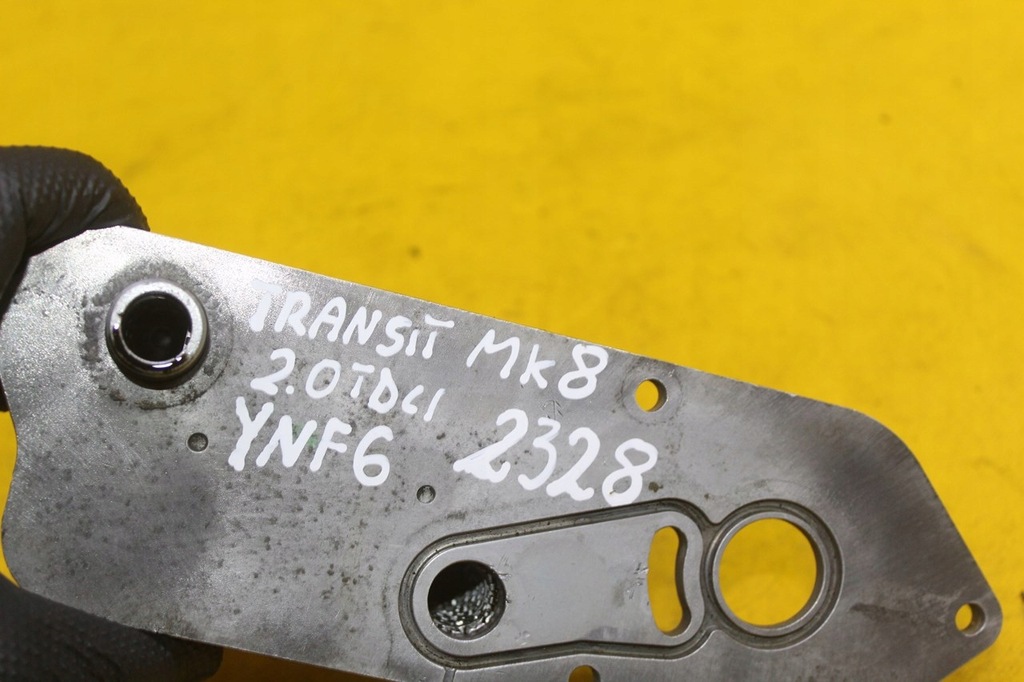 TRANSIT Mk8
2.0TDCI
YNF6 2328